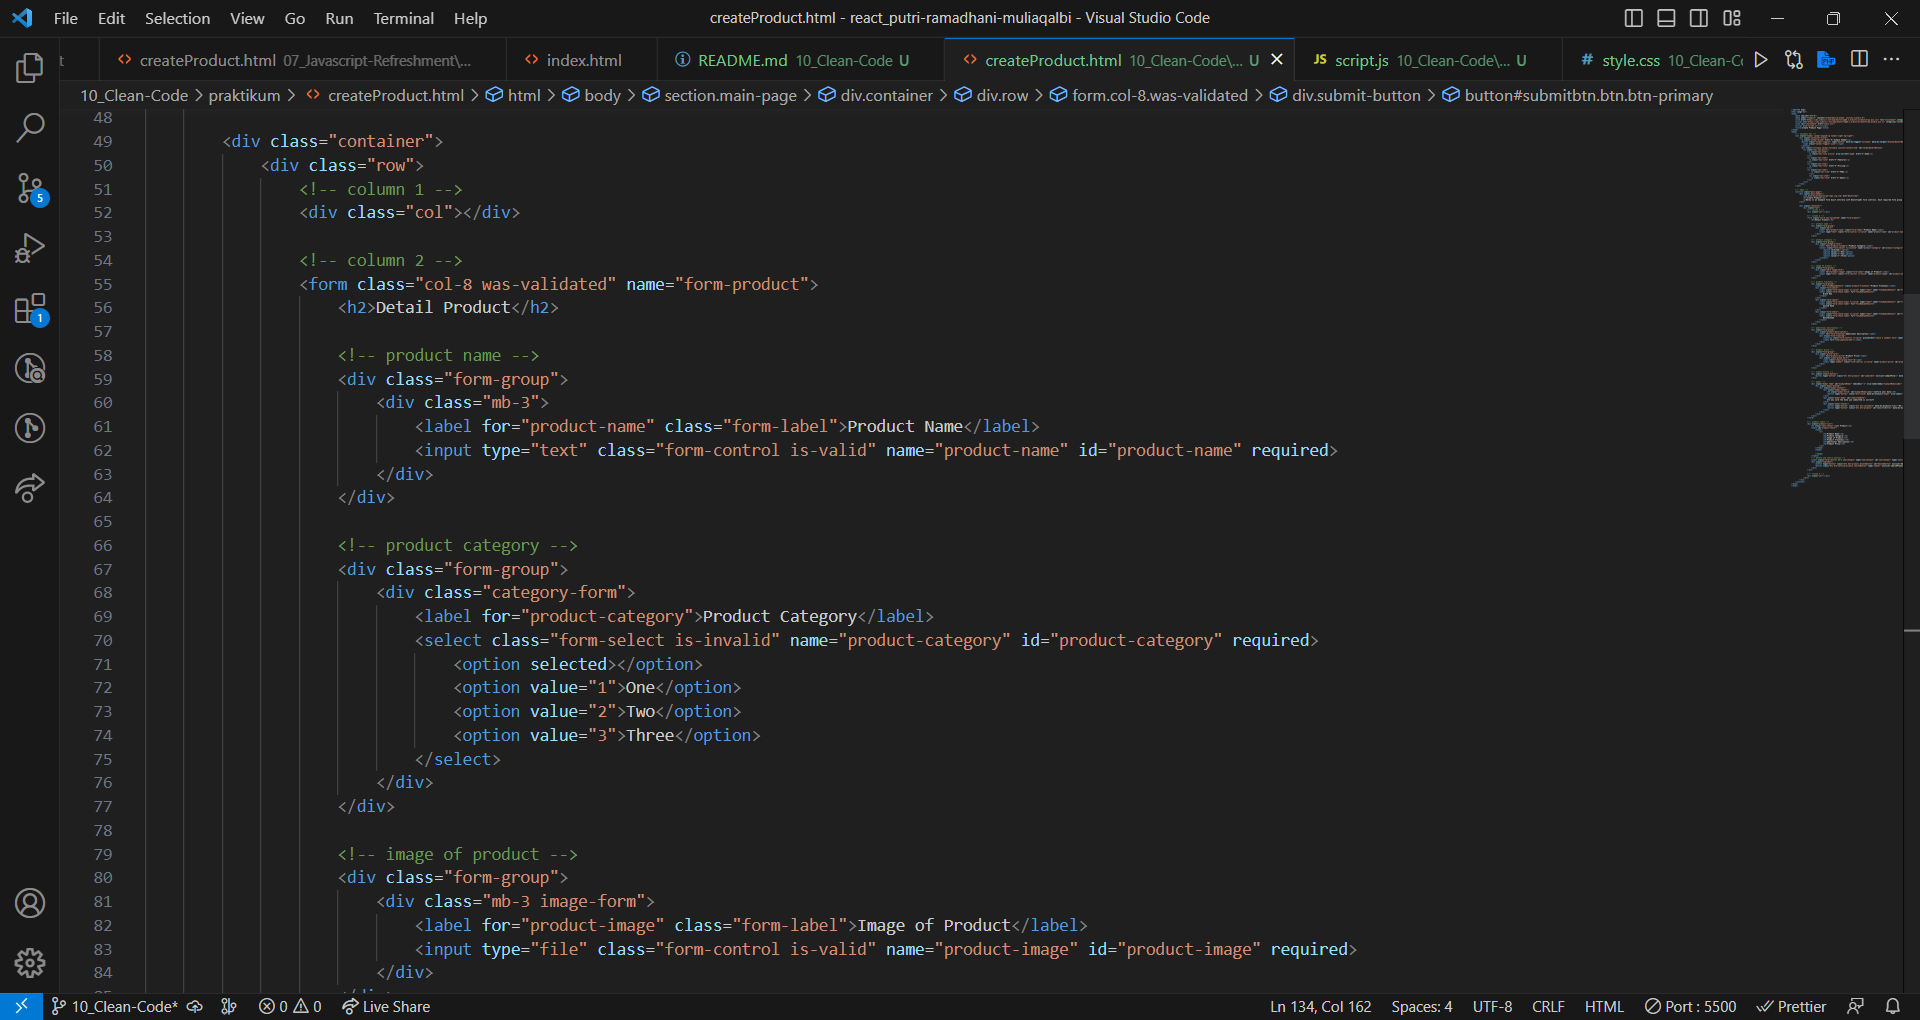 File Edit Selection View Go Run Terminal Help
createProduct.html - react_putri-ramadhani-muliaqalbi - Visual Studio Code
t createProduct.html 07_Javascript-Refreshment\... index.html README.md 10_Clean-Code U createProduct.html 10_Clean-Code\... U JS script.js 10_Clean-Code\... U # style.css 10_Clean-Cc
10_Clean-Code > praktikum > createProduct.html > html > body > section.main-page > div.container > div.row > form.col-8.was-validated > div.submit-button > button#submitbtn.btn.btn-primary
48
49 <div class="container">
50 <div class="row">
51 <!-- column 1 -->
52 <div class="col"></div>
53
54 <!-- column 2 -->
55 <form class="col-8 was-validated" name="form-product">
56 <h2>Detail Product</h2>
57
58 <!-- product name -->
59 <div class="form-group">
60 <div class="mb-3">
61 <label for="product-name" class="form-label">Product Name</label>
62 <input type="text" class="form-control is-valid" name="product-name" id="product-name" required>
63 </div>
64 </div>
65
66 <!-- product category -->
67 <div class="form-group">
68 <div class="category-form">
69 <label for="product-category">Product Category</label>
70 <select class="form-select is-invalid" name="product-category" id="product-category" required>
71 <option selected></option>
72 <option value="1">One</option>
73 <option value="2">Two</option>
74 <option value="3">Three</option>
75 </select>
76 </div>
77 </div>
78
79 <!-- image of product -->
80 <div class="form-group">
81 <div class="mb-3 image-form">
82 <label for="product-image" class="form-label">Image of Product</label>
83 <input type="file" class="form-control is-valid" name="product-image" id="product-image" required>
84 </div>
5
1
10_Clean-Code* 0 0 Live Share Ln 134, Col 162 Spaces: 4 UTF-8 CRLF HTML Port : 5500 Prettier